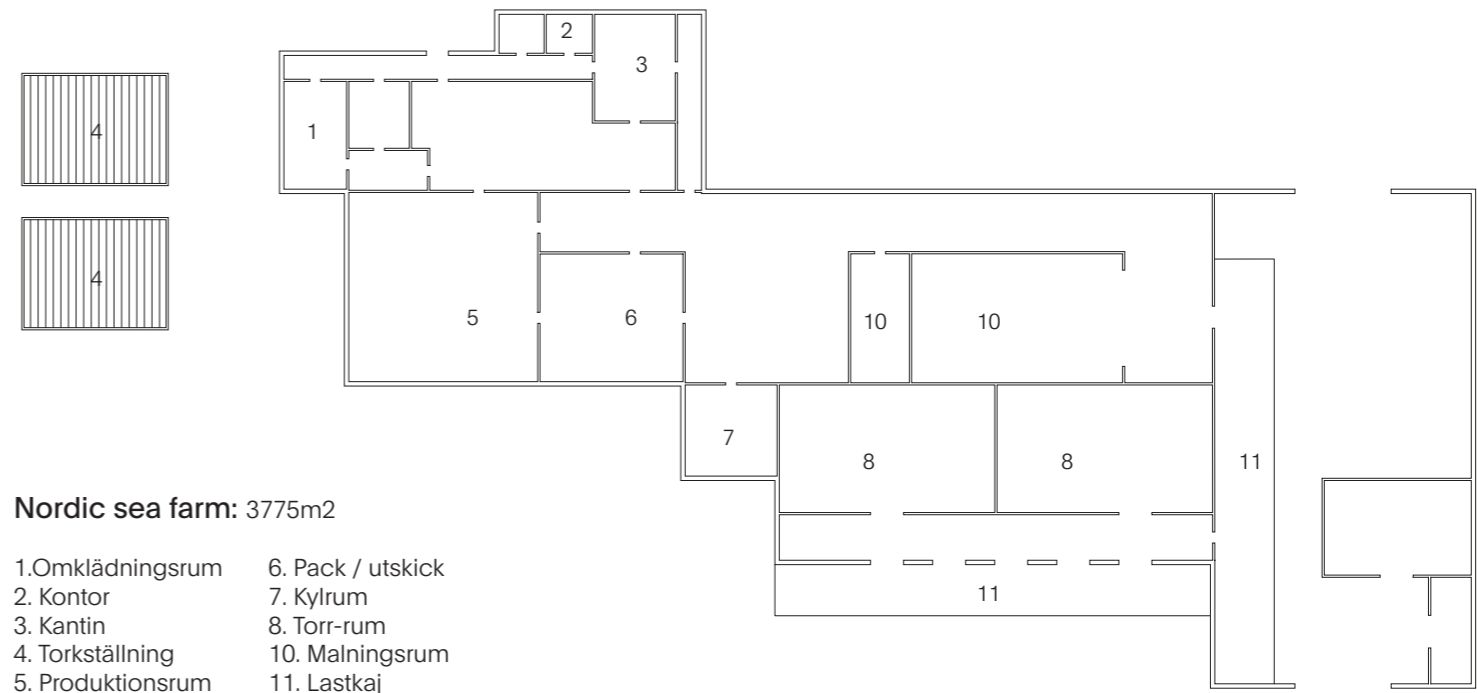 2
3
4
1
4
5
6
10
10
7
8
8
11
11
Nordic sea farm: 3775m2
1.Omklädningsrum
2. Kontor
3. Kantin
4. Torkställning
5. Produktionsrum
6. Pack / utskick
7. Kylrum
8. Torr-rum
10. Malningsrum
11. Lastkaj